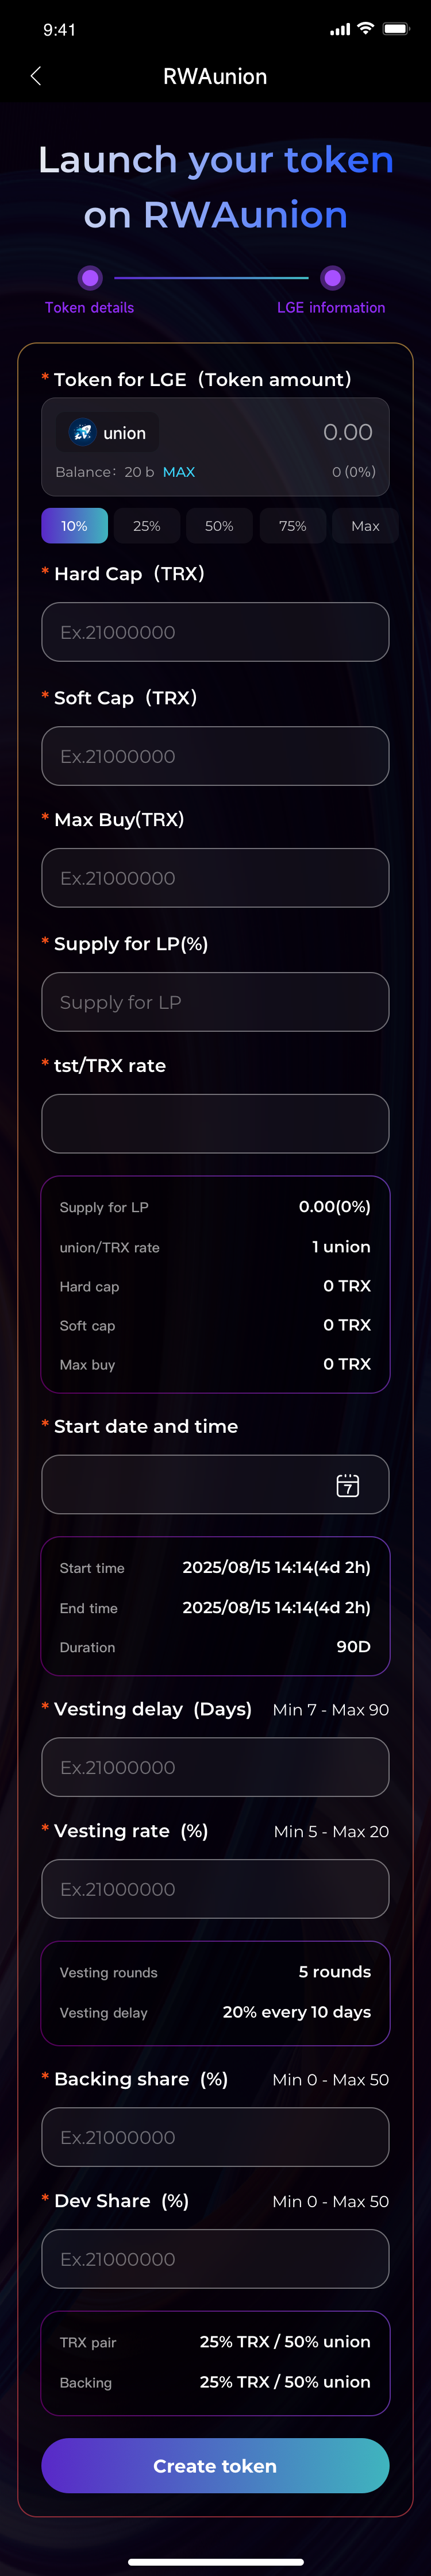 9:41
RWAunion
Launch your token
on RWAunion
Token details
LGE information
* Token for LGE（Token amount）
union
0.00
Balance：20 b MAX
0 (0%)
10% 25% 50% 75% Max
* Hard Cap（TRX）
Ex.21000000
* Soft Cap（TRX）
Ex.21000000
* Max Buy(TRX)
Ex.21000000
* Supply for LP(%)
Supply for LP
* tst/TRX rate
Supply for LP 0.00(0%)
union/TRX rate 1 union
Hard cap 0 TRX
Soft cap 0 TRX
Max buy 0 TRX
* Start date and time
7
Start time 2025/08/15 14:14(4d 2h)
End time 2025/08/15 14:14(4d 2h)
Duration 90D
* Vesting delay (Days) Min 7 - Max 90
Ex.21000000
* Vesting rate (%) Min 5 - Max 20
Ex.21000000
Vesting rounds 5 rounds
Vesting delay 20% every 10 days
* Backing share (%) Min 0 - Max 50
Ex.21000000
* Dev Share (%) Min 0 - Max 50
Ex.21000000
TRX pair 25% TRX / 50% union
Backing 25% TRX / 50% union
Create token